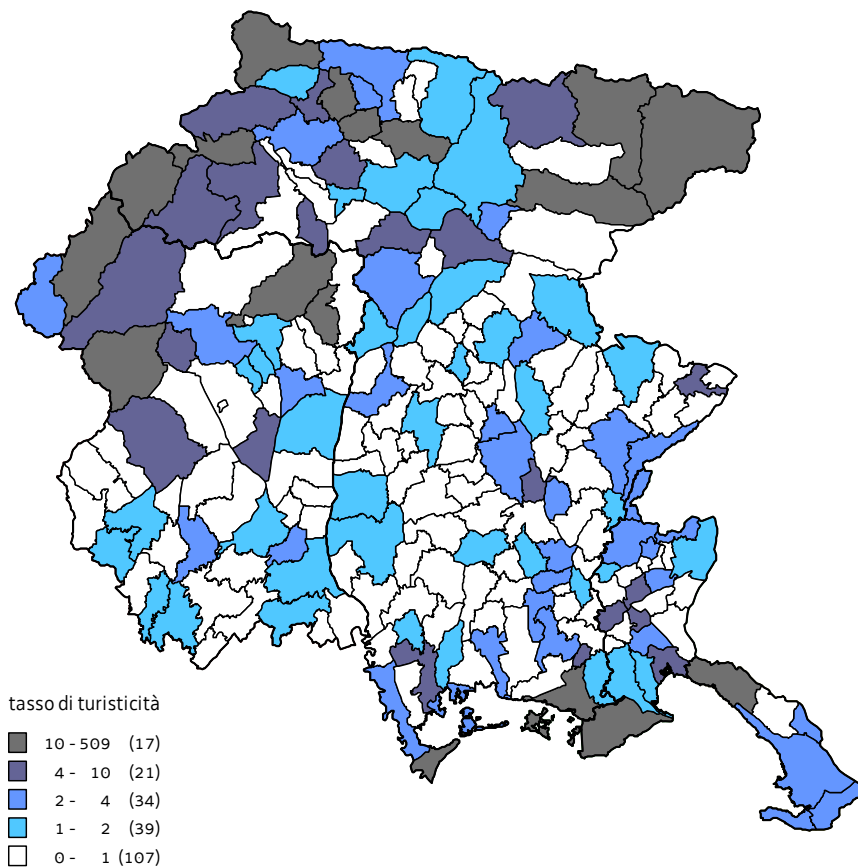 tasso di turisticità
10 - 509 (17)
4 - 10 (21)
2 - 4 (34)
1 - 2 (39)
0 - 1 (107)